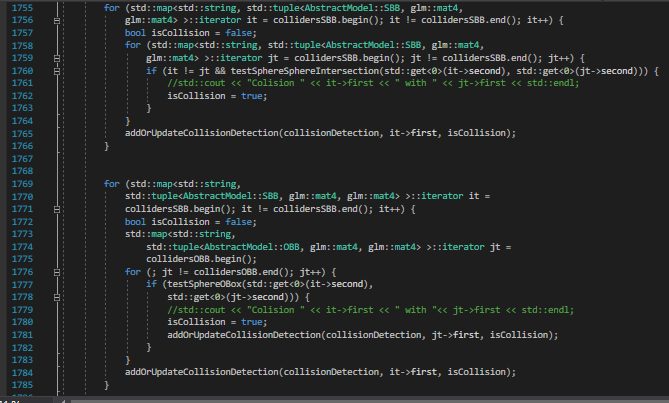 1755 for (std::map<std::string, std::tuple<AbstractModel::SBB, glm::mat4,
1756 glm::mat4> >::iterator it = collidersSBB.begin(); it != collidersSBB.end(); it++) {
1757 bool isCollision = false;
1758 for (std::map<std::string, std::tuple<AbstractModel::SBB, glm::mat4,
1759 glm::mat4> >::iterator jt = collidersSBB.begin(); jt != collidersSBB.end(); jt++) {
1760 if (it != jt && testSphereSphereIntersection(std::get<0>(it->second), std::get<0>(jt->second))) {
1761 //std::cout << "Colision " << it->first << " with " << jt->first << std::endl;
1762 isCollision = true;
1763 }
1764 }
1765 addOrUpdateCollisionDetection(collisionDetection, it->first, isCollision);
1766 }
1767
1768
1769 for (std::map<std::string,
1770 std::tuple<AbstractModel::SBB, glm::mat4, glm::mat4> >::iterator it =
1771 collidersSBB.begin(); it != collidersSBB.end(); it++) {
1772 bool isCollision = false;
1773 std::map<std::string,
1774 std::tuple<AbstractModel::OBB, glm::mat4, glm::mat4> >::iterator jt =
1775 collidersOBB.begin();
1776 for (; jt != collidersOBB.end(); jt++) {
1777 if (testSphereOBox(std::get<0>(it->second),
1778 std::get<0>(jt->second))) {
1779 //std::cout << "Colision " << it->first << " with "<< jt->first << std::endl;
1780 isCollision = true;
1781 addOrUpdateCollisionDetection(collisionDetection, jt->first, isCollision);
1782 }
1783 }
1784 addOrUpdateCollisionDetection(collisionDetection, it->first, isCollision);
1785 }